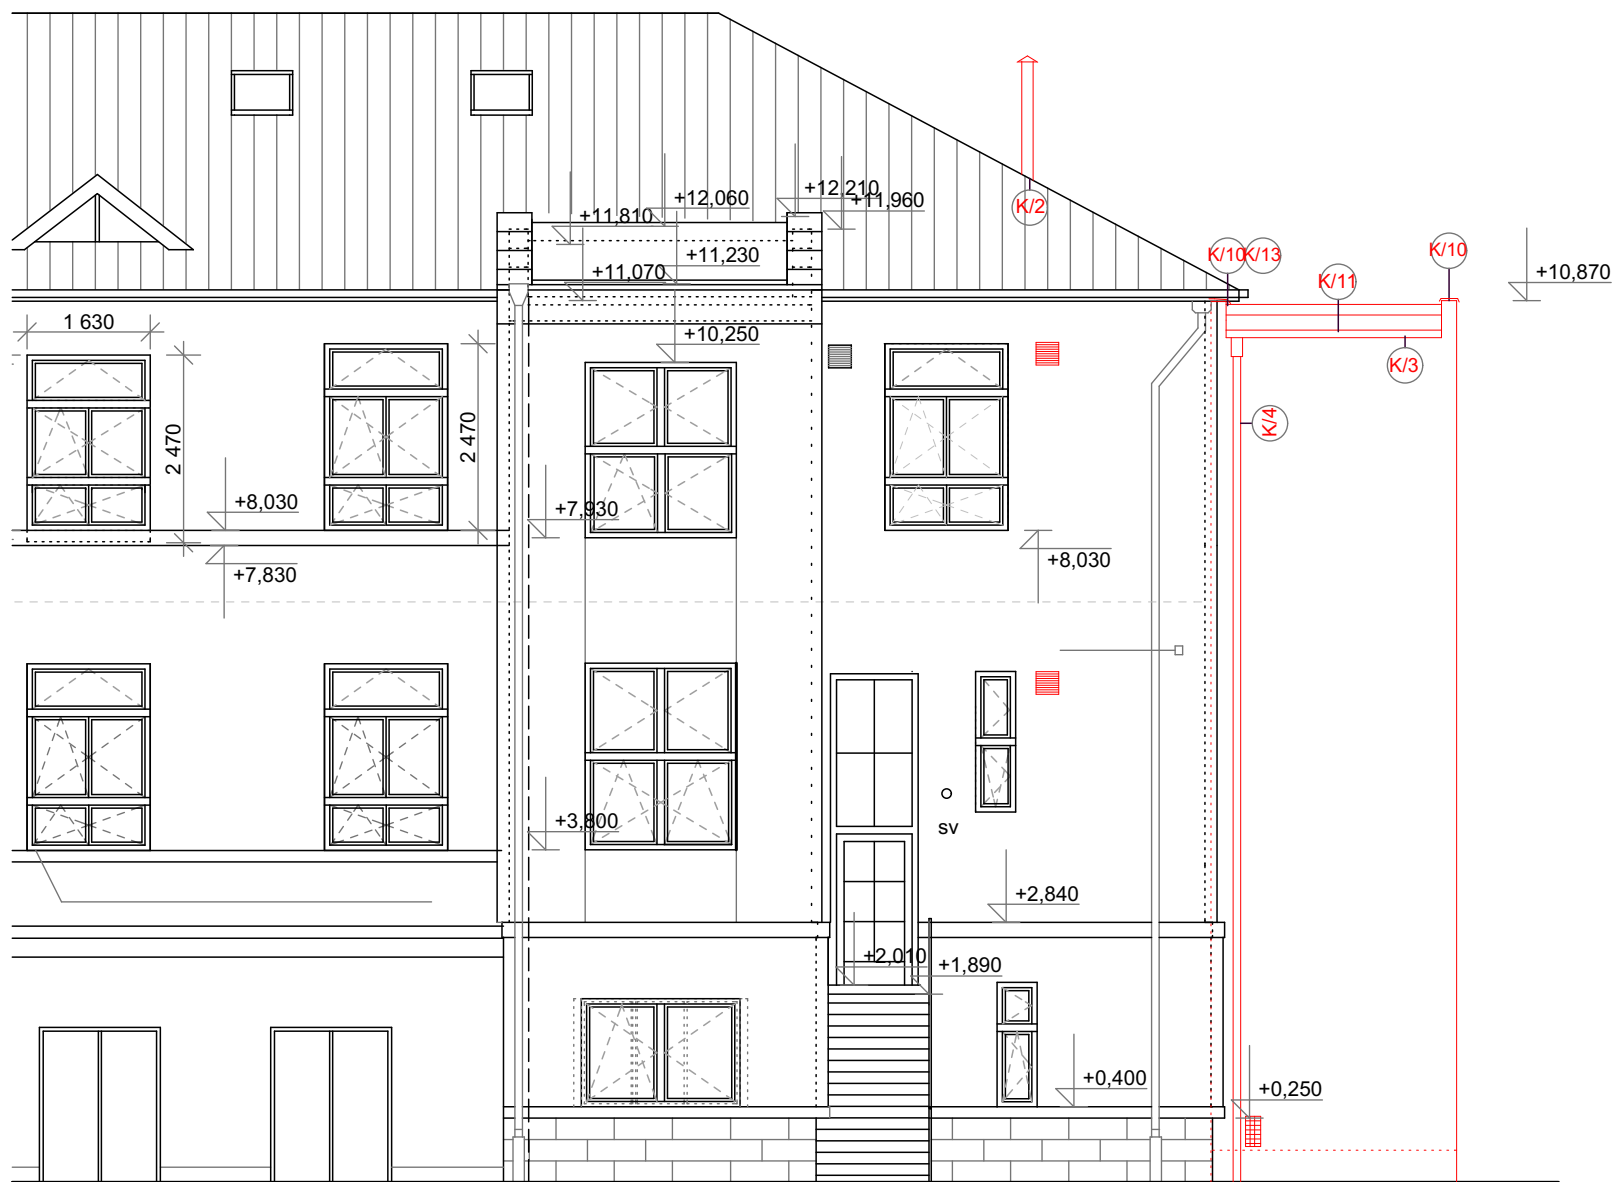 +12,210
+12,060
+11,960
K/2
+11,810
K/10
K/10
K/13
+11,230
+11,070
+10,870
K/11
1 630
+10,250
K/3
K/4
2 470
2 470
+8,030
+7,930
+8,030
+7,830
+3,800
sv
+2,840
+2,010
+1,890
+0,400
+0,250